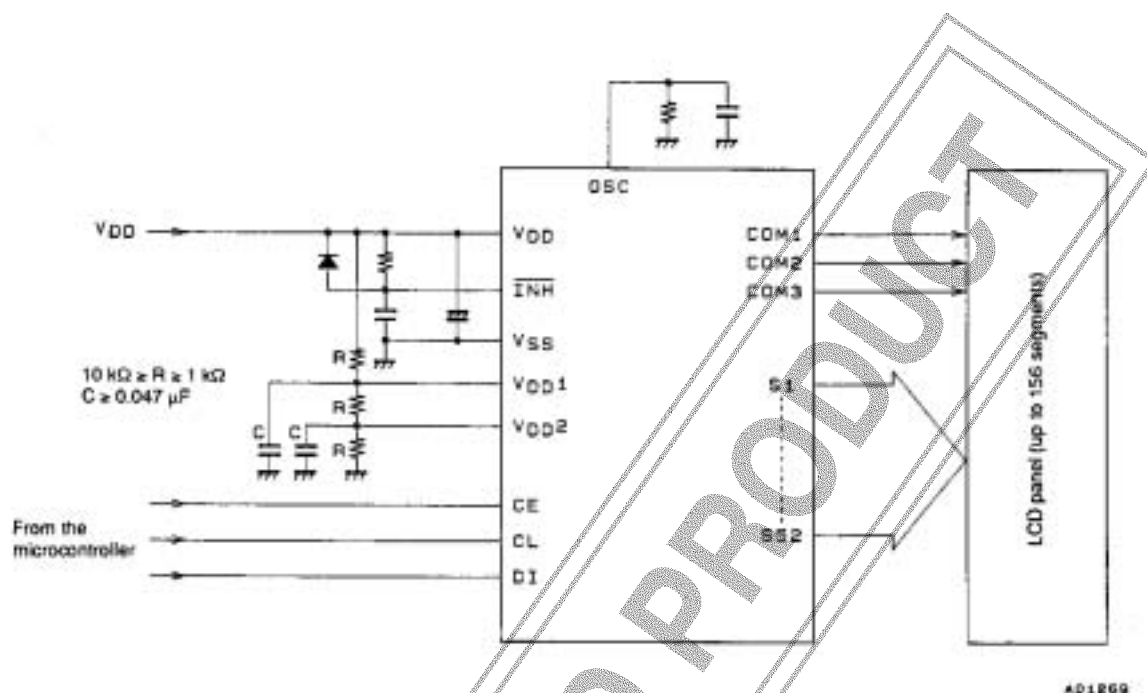 OSC
VDD
VDD
INH
VSS
VDD1
VDD2
R
R
R
10 kΩ ≥ R ≥ 1 kΩ
C ≥ 0.047 μF
C
C
CE
CL
DI
From the
microcontroller
COM1
COM2
COM3
S1
S52
LCD panel (up to 156 segments)
PRODUCT
A01269